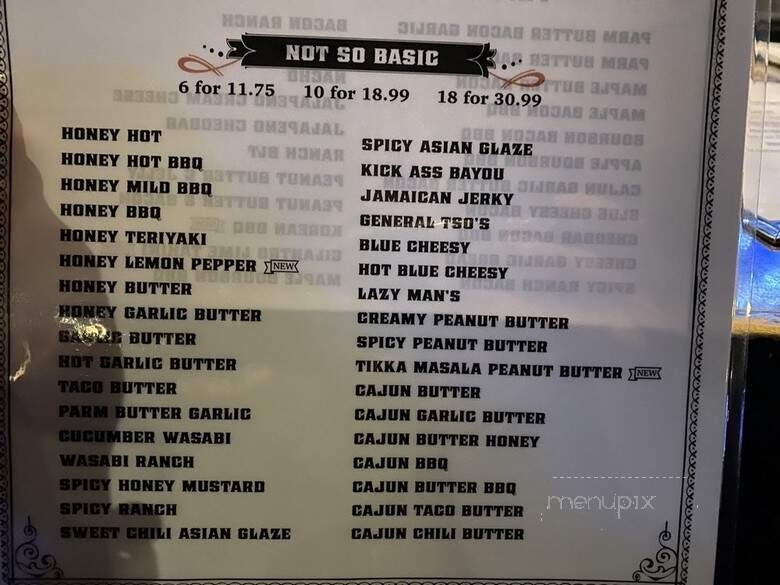 NOT SO BASIC
6 for 11.75 10 for 18.99 18 for 30.99
HONEY HOT
HONEY HOT BBQ
HONEY MILD BBQ
HONEY BBQ
HONEY TERIYAKI
HONEY LEMON PEPPER NEW
HONEY BUTTER
HONEY GARLIC BUTTER
GARLIC BUTTER
HOT GARLIC BUTTER
TACO BUTTER
PARM BUTTER GARLIC
CUCUMBER WASABI
WASABI RANCH
SPICY HONEY MUSTARD
SPICY RANCH
SWEET CHILI ASIAN GLAZE
SPICY ASIAN GLAZE
KICK ASS BAYOU
JAMAICAN JERKY
GENERAL TSO'S
BLUE CHEESY
HOT BLUE CHEESY
LAZY MAN'S
CREAMY PEANUT BUTTER
SPICY PEANUT BUTTER
TIKKA MASALA PEANUT BUTTER NEW
CAJUN BUTTER
CAJUN GARLIC BUTTER
CAJUN BUTTER HONEY
CAJUN BBQ
CAJUN BUTTER BBQ
CAJUN TACO BUTTER
CAJUN CHILI BUTTER
menupix